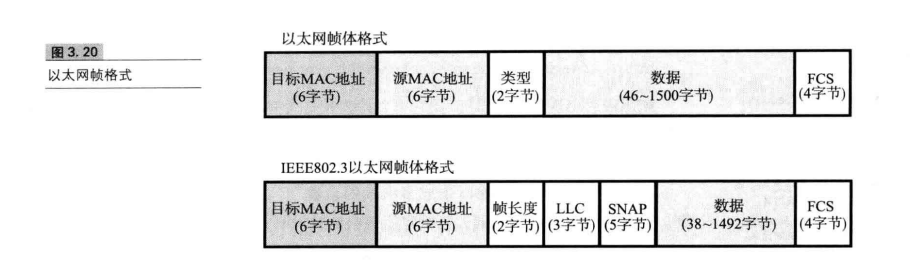 图 3.20
以太网帧格式
以太网帧体格式
目标MAC地址
(6字节)
源MAC地址
(6字节)
类型
(2字节)
数据
(46~1500字节)
FCS
(4字节)
IEEE802.3以太网帧体格式
目标MAC地址
(6字节)
源MAC地址
(6字节)
帧长度
(2字节)
LLC
(3字节)
SNAP
(5字节)
数据
(38~1492字节)
FCS
(4字节)